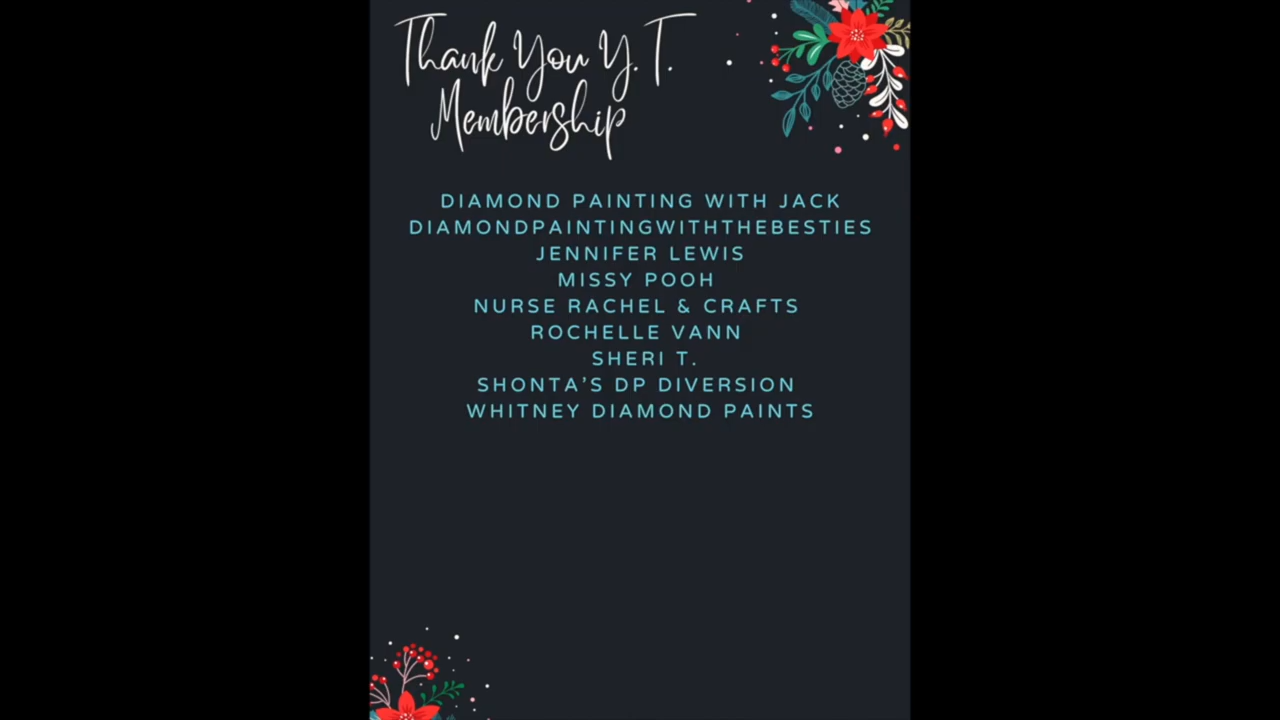 Thank You Y. T.
Membership
DIAMOND PAINTING WITH JACK
DIAMONDPAINTINGWITHTHEBESTIES
JENNIFER LEWIS
MISSY POOH
NURSE RACHEL & CRAFTS
ROCHELLE VANN
SHERI T.
SHONTA’S DP DIVERSION
WHITNEY DIAMOND PAINTS